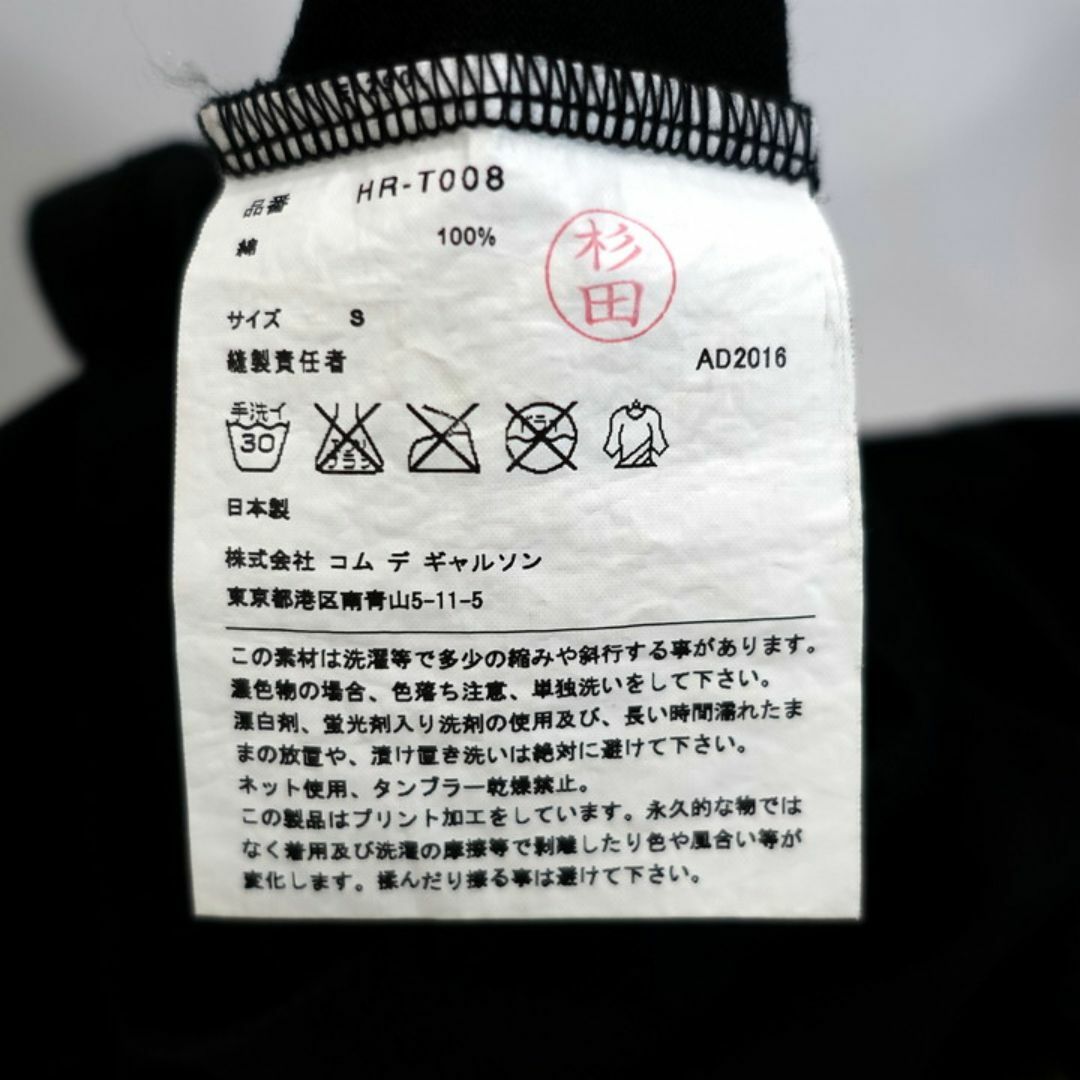 品番 HR-T008
綿 100%
杉田
サイズ S
縫製責任者 AD2016
手洗イ
30
ドライ
日本製
株式会社 コム デ ギャルソン
東京都港区南青山5-11-5
この素材は洗濯等で多少の縮みや斜行する事があります。
濃色物の場合、色落ち注意、単独洗いをして下さい。
漂白剤、蛍光剤入り洗剤の使用及び、長い時間濡れたま
まの放置や、漬け置き洗いは絶対に避けて下さい。
ネット使用、タンブラー乾燥禁止。
この製品はプリント加工をしています。永久的な物では
なく着用及び洗濯の摩擦等で剥離したり色や風合い等が
変化します。揉んだり擦る事は避けて下さい。